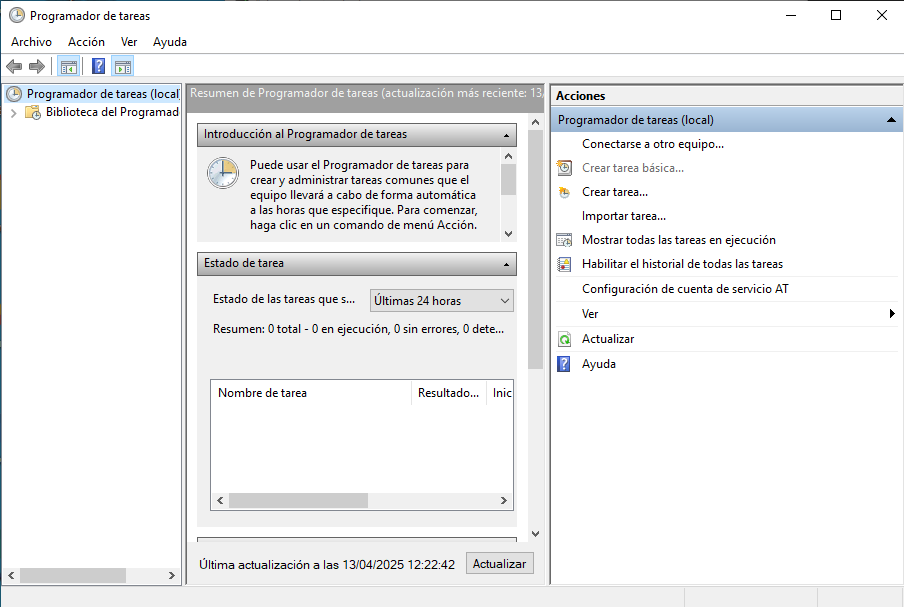 Programador de tareas
Archivo Acción Ver Ayuda
Programador de tareas (local)
Biblioteca del Programad
Resumen de Programador de tareas (actualización más reciente: 13/
Introducción al Programador de tareas
Puede usar el Programador de tareas para
crear y administrar tareas comunes que el
equipo llevará a cabo de forma automática
a las horas que especifique. Para comenzar,
haga clic en un comando de menú Acción.
Estado de tarea
Estado de las tareas que s... Últimas 24 horas
Resumen: 0 total - 0 en ejecución, 0 sin errores, 0 dete...
Nombre de tarea Resultado... Inic
Última actualización a las 13/04/2025 12:22:42 Actualizar
Acciones
Programador de tareas (local)
Conectarse a otro equipo...
Crear tarea básica...
Crear tarea...
Importar tarea...
Mostrar todas las tareas en ejecución
Habilitar el historial de todas las tareas
Configuración de cuenta de servicio AT
Ver
Actualizar
Ayuda